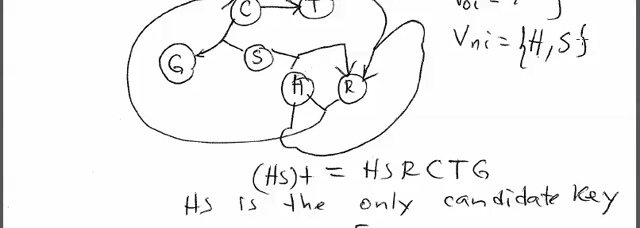 C T
G S
H R
Vni = {H, S}
(HS)+ = HSRCTG
HS is the only candidate key